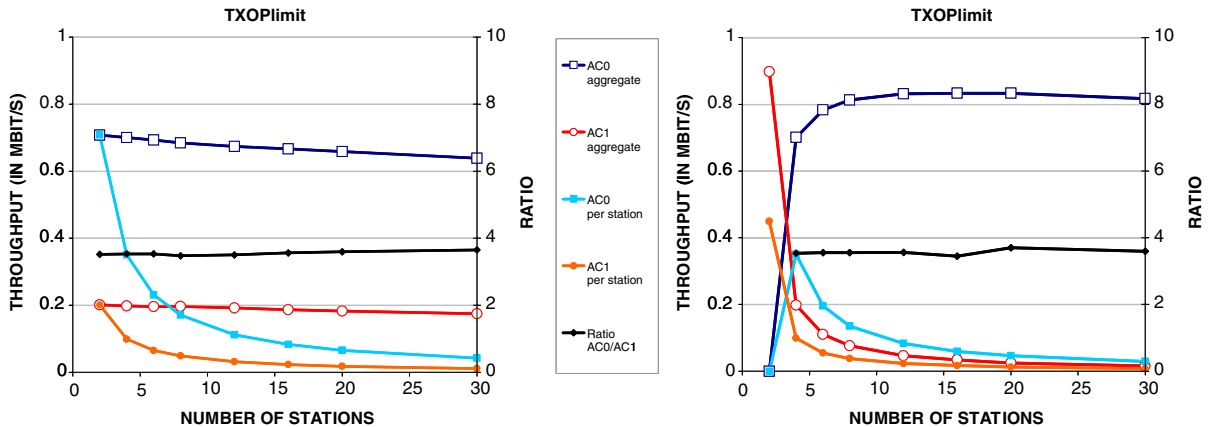 TXOPlimit
1
0.8
0.6
0.4
0.2
0
10
8
6
4
2
0
0
5
10
15
20
25
30
THROUGHPUT (IN MBIT/S)
RATIO
NUMBER OF STATIONS
AC0
aggregate
AC1
aggregate
AC0
per station
AC1
per station
Ratio
AC0/AC1
TXOPlimit
1
0.8
0.6
0.4
0.2
0
10
8
6
4
2
0
0
5
10
15
20
25
30
THROUGHPUT (IN MBIT/S)
RATIO
NUMBER OF STATIONS